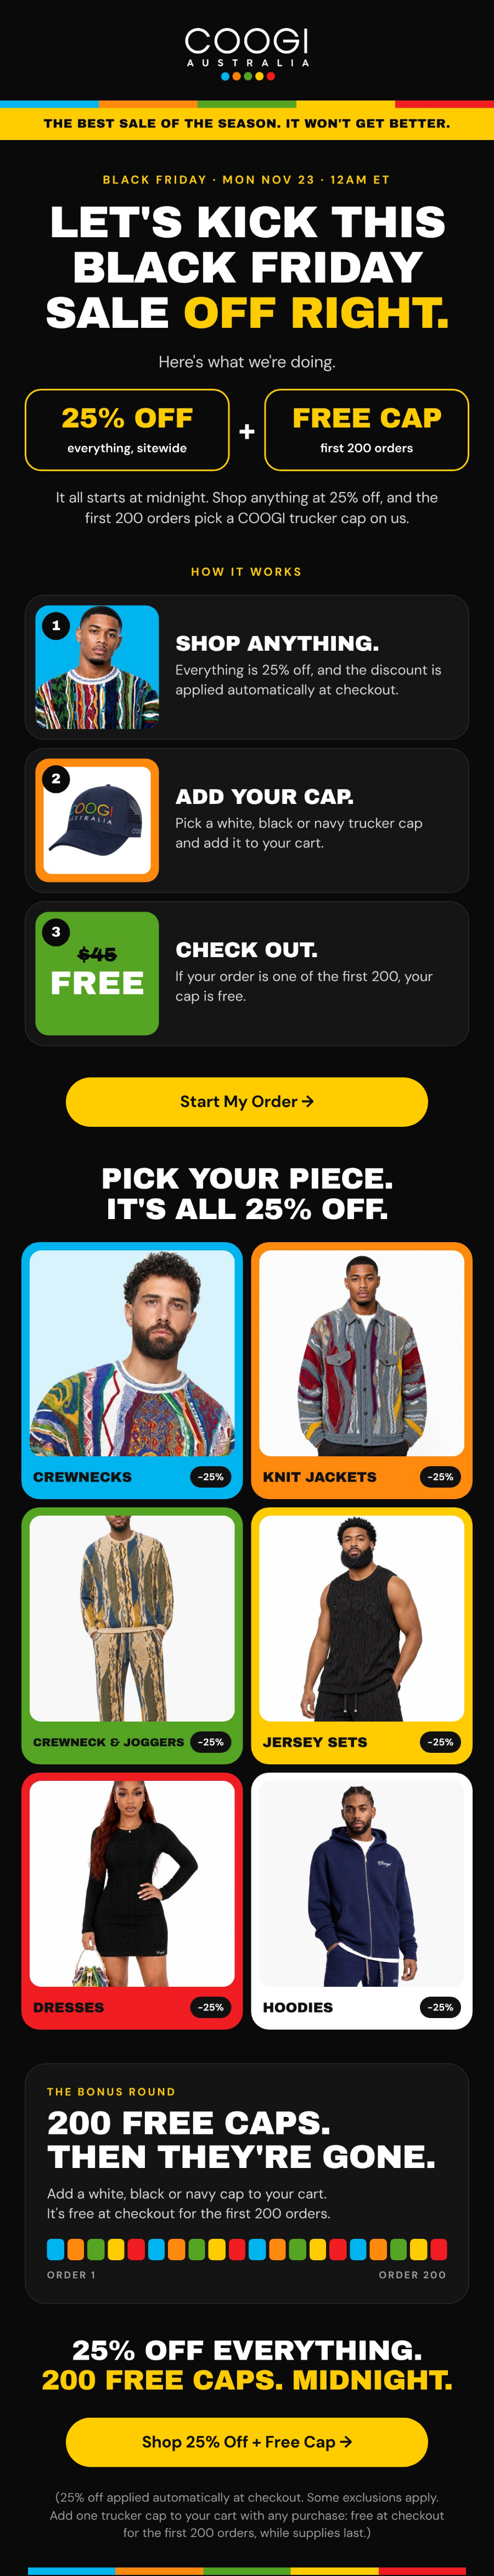 COOGI
AUSTRALIA
THE BEST SALE OF THE SEASON. IT WON'T GET BETTER.
BLACK FRIDAY · MON NOV 23 · 12AM ET
LET'S KICK THIS
BLACK FRIDAY
SALE OFF RIGHT.
Here's what we're doing.
25% OFF
everything, sitewide
+
FREE CAP
first 200 orders
It all starts at midnight. Shop anything at 25% off, and the
first 200 orders pick a COOGI trucker cap on us.
HOW IT WORKS
1
SHOP ANYTHING.
Everything is 25% off, and the discount is
applied automatically at checkout.
2
COOGI
AUSTRALIA
ADD YOUR CAP.
Pick a white, black or navy trucker cap
and add it to your cart.
3
$45
FREE
CHECK OUT.
If your order is one of the first 200, your
cap is free.
Start My Order →
PICK YOUR PIECE.
IT'S ALL 25% OFF.
CREWNECKS
-25%
KNIT JACKETS
-25%
CREWNECK & JOGGERS
-25%
JERSEY SETS
-25%
DRESSES
-25%
HOODIES
-25%
THE BONUS ROUND
200 FREE CAPS.
THEN THEY'RE GONE.
Add a white, black or navy cap to your cart.
It's free at checkout for the first 200 orders.
ORDER 1
ORDER 200
25% OFF EVERYTHING.
200 FREE CAPS. MIDNIGHT.
Shop 25% Off + Free Cap →
(25% off applied automatically at checkout. Some exclusions apply.
Add one trucker cap to your cart with any purchase: free at checkout
for the first 200 orders, while supplies last.)